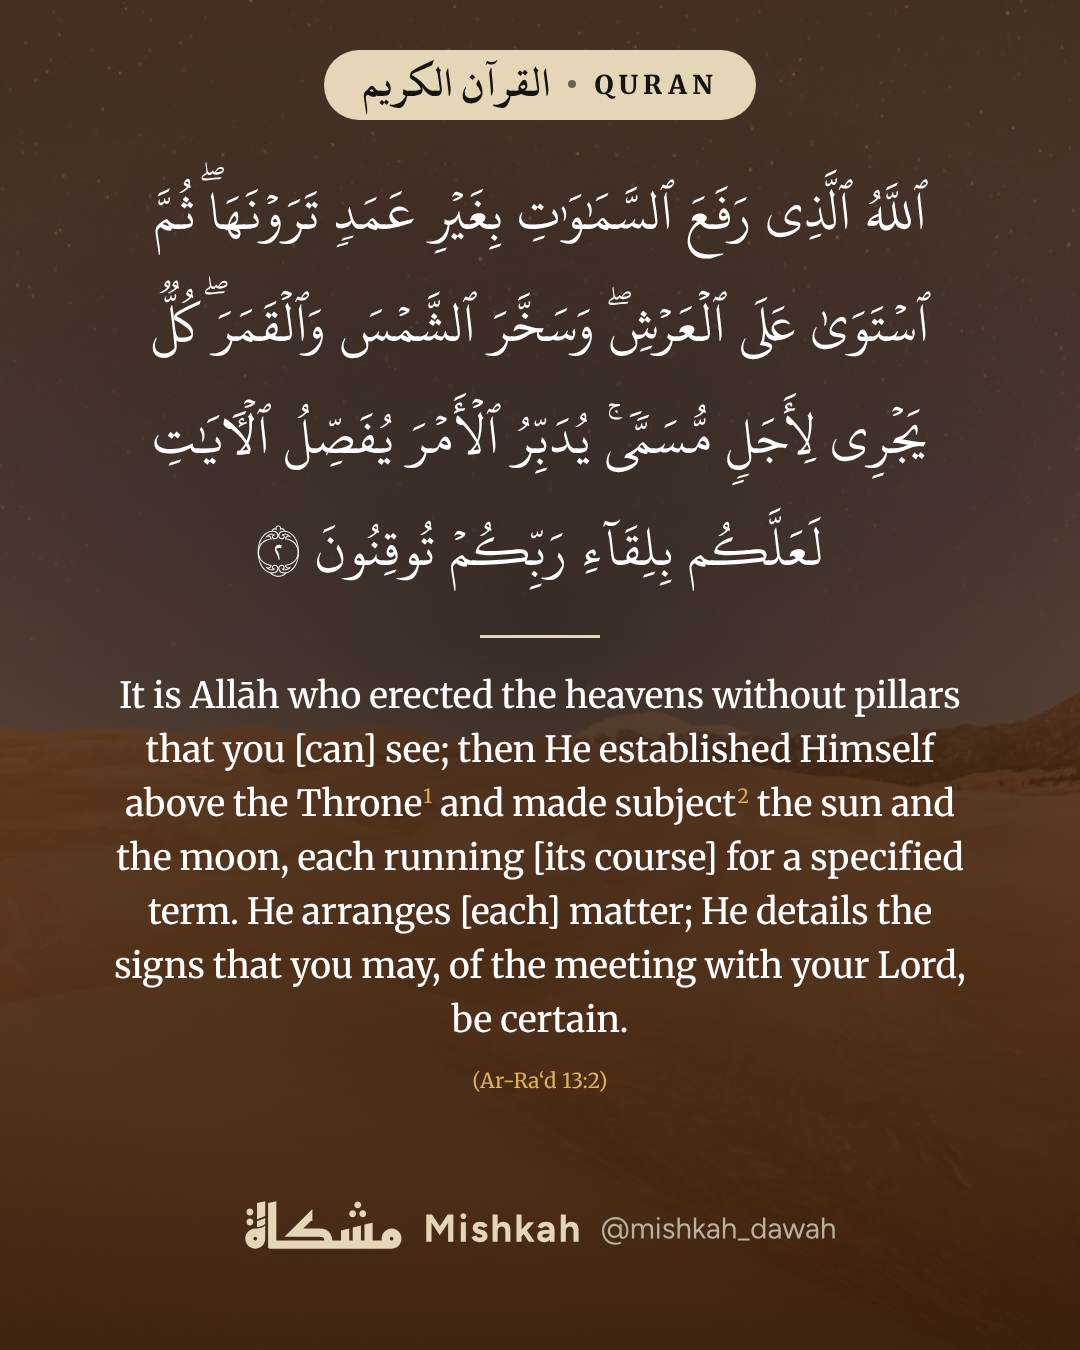 القرآن الكريم • QURAN
ٱللَّهُ ٱلَّذِى رَفَعَ ٱلسَّمَـٰوَٰتِ بِغَيْرِ عَمَدٍۢ تَرَوْنَهَا ۖ ثُمَّ
ٱسْتَوَىٰ عَلَى ٱلْعَرْشِ ۖ وَسَخَّرَ ٱلشَّمْسَ وَٱلْقَمَرَ ۖ كُلٌّۭ
يَجْرِى لِأَجَلٍۢ مُّسَمًّۭى ۚ يُدَبِّرُ ٱلْأَمْرَ يُفَصِّلُ ٱلْـَٔايَـٰتِ
لَعَلَّكُم بِلِقَآءِ رَبِّكُمْ تُوقِنُونَ ٢
It is Allāh who erected the heavens without pillars
that you [can] see; then He established Himself
above the Throne¹ and made subject² the sun and
the moon, each running [its course] for a specified
term. He arranges [each] matter; He details the
signs that you may, of the meeting with your Lord,
be certain.
(Ar-Ra‘d 13:2)
مشكاة Mishkah @mishkah_dawah